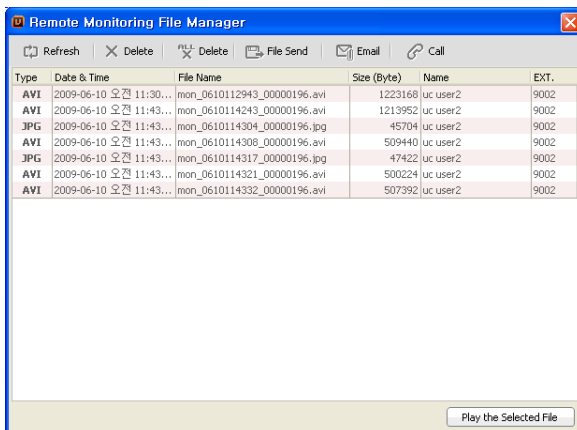 Remote Monitoring File Manager
Refresh Delete ALL Delete File Send Email Call
Type Date & Time File Name Size (Byte) Name EXT.
AVI 2009-06-10 오전 11:30... mon_0610112943_00000196.avi 1223168 uc user2 9002
AVI 2009-06-10 오전 11:43... mon_0610114243_00000196.avi 1213952 uc user2 9002
JPG 2009-06-10 오전 11:43... mon_0610114304_00000196.jpg 45704 uc user2 9002
AVI 2009-06-10 오전 11:43... mon_0610114308_00000196.avi 509440 uc user2 9002
JPG 2009-06-10 오전 11:43... mon_0610114317_00000196.jpg 47422 uc user2 9002
AVI 2009-06-10 오전 11:43... mon_0610114321_00000196.avi 500224 uc user2 9002
AVI 2009-06-10 오전 11:43... mon_0610114332_00000196.avi 507392 uc user2 9002
Play the Selected File